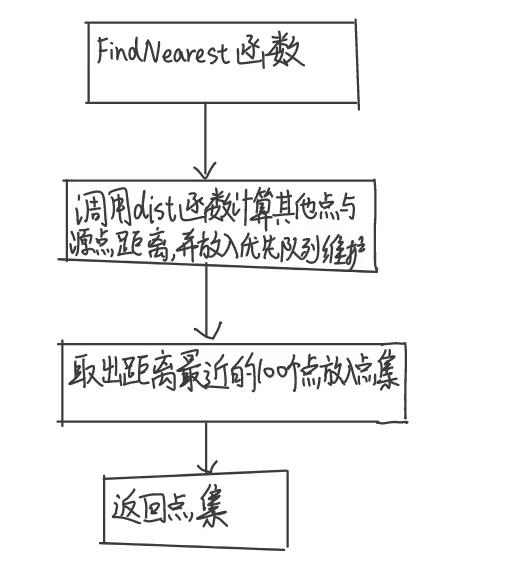 FindNearest函数
调用dist函数计算其他点与
源点距离,并放入优先队列维护
取出距离最近的100个点放入点集
返回点集